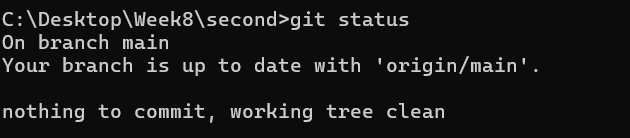 C:\Desktop\Week8\second>git status
On branch main
Your branch is up to date with 'origin/main'.
nothing to commit, working tree clean